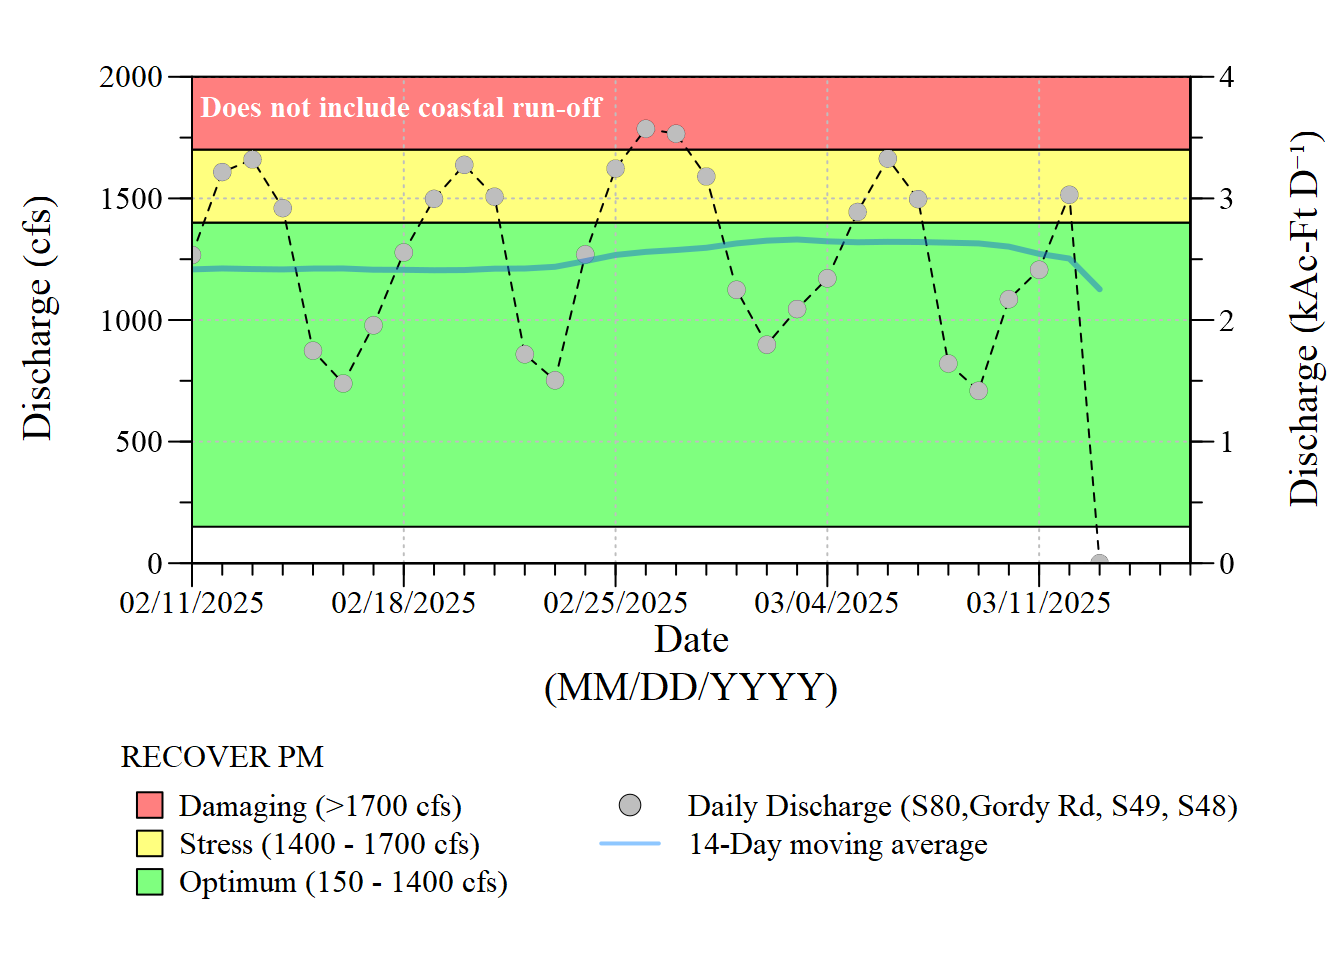 Does not include coastal run-off
2000
1500
1000
500
0
4
3
2
1
0
Discharge (cfs)
Discharge (kAc-Ft D⁻¹)
02/11/2025 02/18/2025 02/25/2025 03/04/2025 03/11/2025
Date
(MM/DD/YYYY)
RECOVER PM
Damaging (>1700 cfs)
Stress (1400 - 1700 cfs)
Optimum (150 - 1400 cfs)
Daily Discharge (S80,Gordy Rd, S49, S48)
14-Day moving average